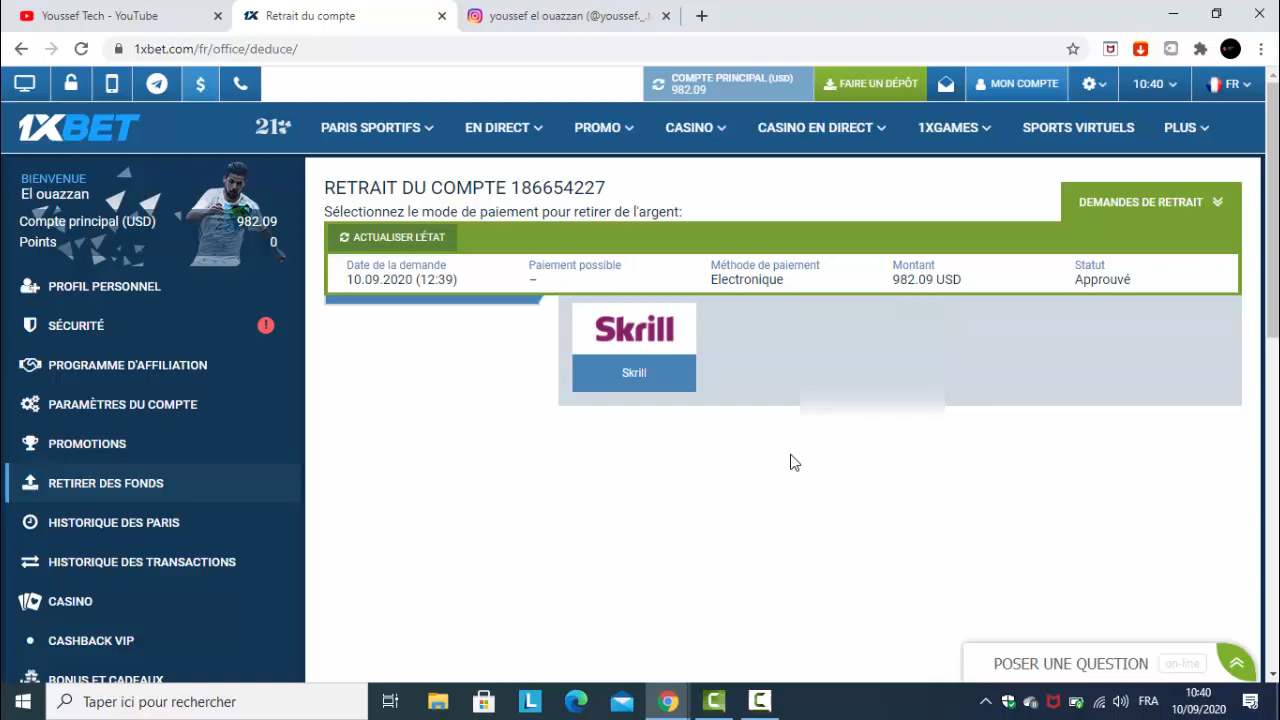 Youssef Tech - YouTube
Retrait du compte
youssef el ouazzan (@youssef._.
1xbet.com/fr/office/deduce/
COMPTE PRINCIPAL (USD)
982.09
FAIRE UN DÉPÔT
MON COMPTE
10:40
FR
1XBET
21
PARIS SPORTIFS
EN DIRECT
PROMO
CASINO
CASINO EN DIRECT
1XGAMES
SPORTS VIRTUELS
PLUS
BIENVENUE
El ouazzan
Compte principal (USD) 982.09
Points 0
PROFIL PERSONNEL
SÉCURITÉ !
PROGRAMME D'AFFILIATION
PARAMÈTRES DU COMPTE
PROMOTIONS
RETIRER DES FONDS
HISTORIQUE DES PARIS
HISTORIQUE DES TRANSACTIONS
CASINO
CASHBACK VIP
BONUS ET CADEAUX
RETRAIT DU COMPTE 186654227
Sélectionnez le mode de paiement pour retirer de l'argent:
DEMANDES DE RETRAIT
ACTUALISER L'ÉTAT
Date de la demande Paiement possible Méthode de paiement Montant Statut
10.09.2020 (12:39) – Electronique 982.09 USD Approuvé
Skrill
Skrill
POSER UNE QUESTION on-line
Taper ici pour rechercher
FRA
10:40
10/09/2020